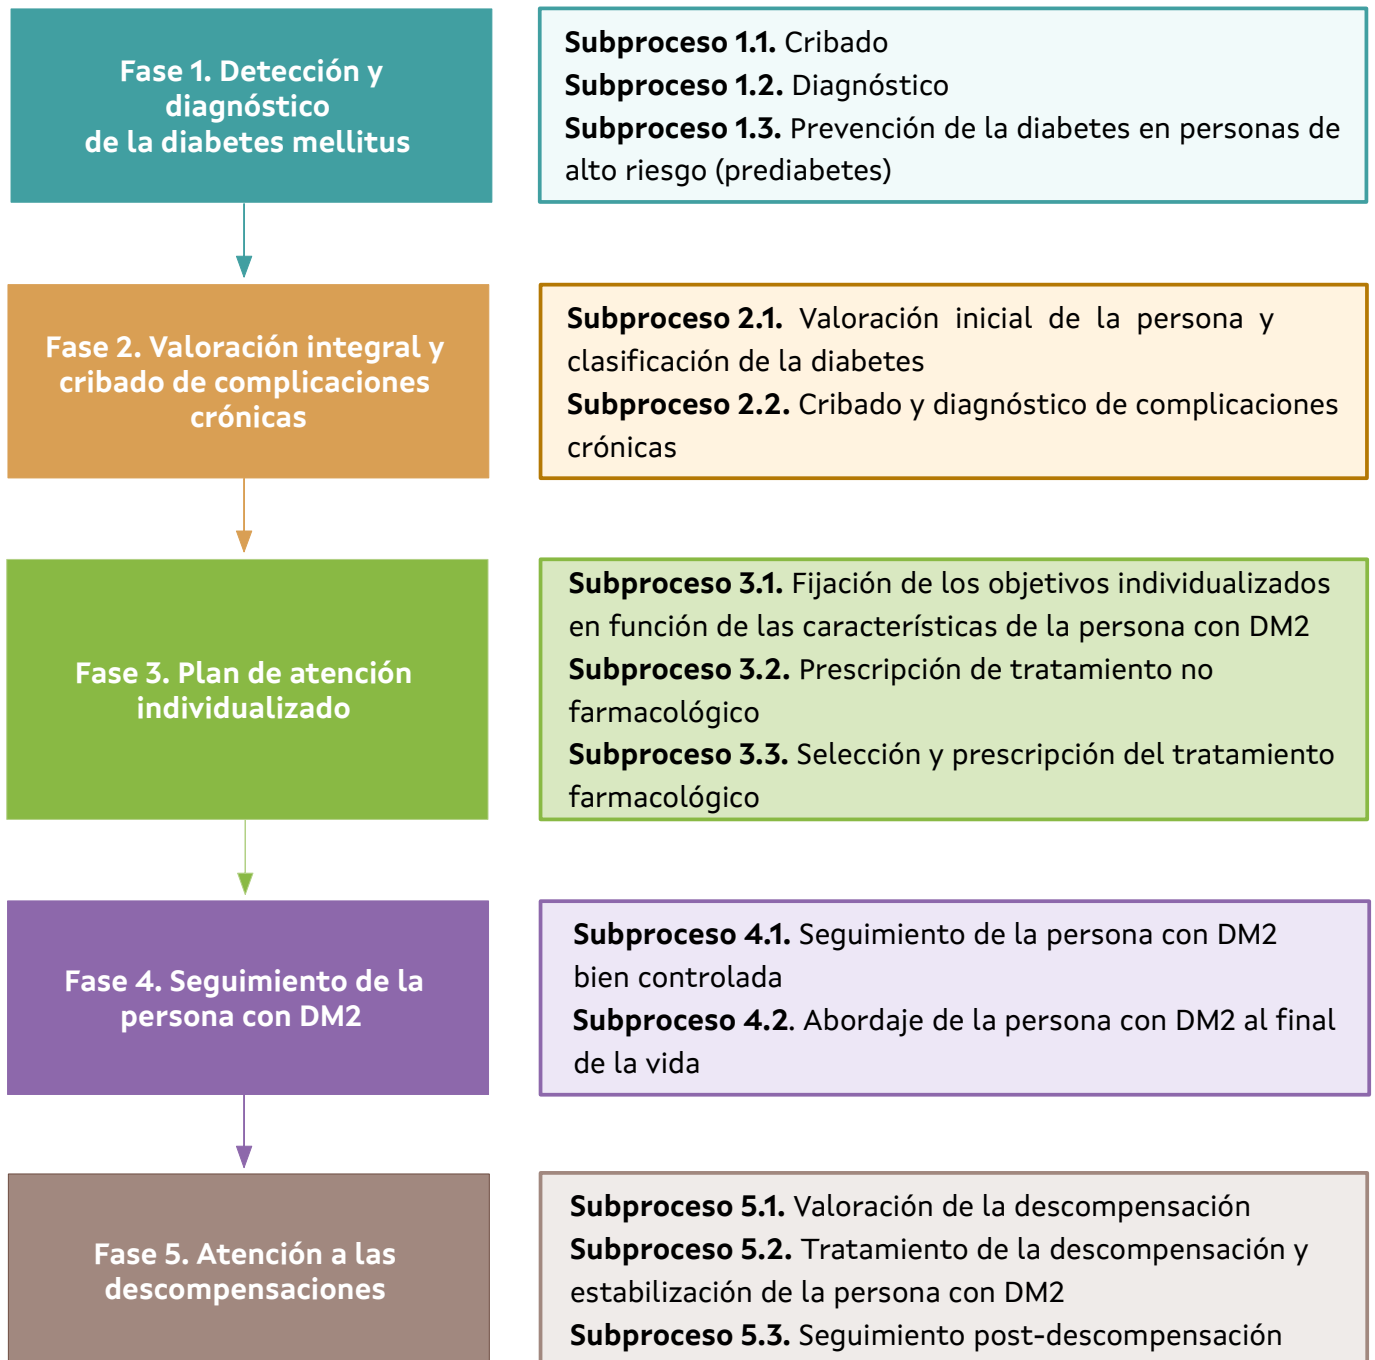 Fase 1. Detección y
diagnóstico
de la diabetes mellitus
Subproceso 1.1. Cribado
Subproceso 1.2. Diagnóstico
Subproceso 1.3. Prevención de la diabetes en personas de
alto riesgo (prediabetes)
Fase 2. Valoración integral y
cribado de complicaciones
crónicas
Subproceso 2.1. Valoración inicial de la persona y
clasificación de la diabetes
Subproceso 2.2. Cribado y diagnóstico de complicaciones
crónicas
Fase 3. Plan de atención
individualizado
Subproceso 3.1. Fijación de los objetivos individualizados
en función de las características de la persona con DM2
Subproceso 3.2. Prescripción de tratamiento no
farmacológico
Subproceso 3.3. Selección y prescripción del tratamiento
farmacológico
Fase 4. Seguimiento de la
persona con DM2
Subproceso 4.1. Seguimiento de la persona con DM2
bien controlada
Subproceso 4.2. Abordaje de la persona con DM2 al final
de la vida
Fase 5. Atención a las
descompensaciones
Subproceso 5.1. Valoración de la descompensación
Subproceso 5.2. Tratamiento de la descompensación y
estabilización de la persona con DM2
Subproceso 5.3. Seguimiento post-descompensación